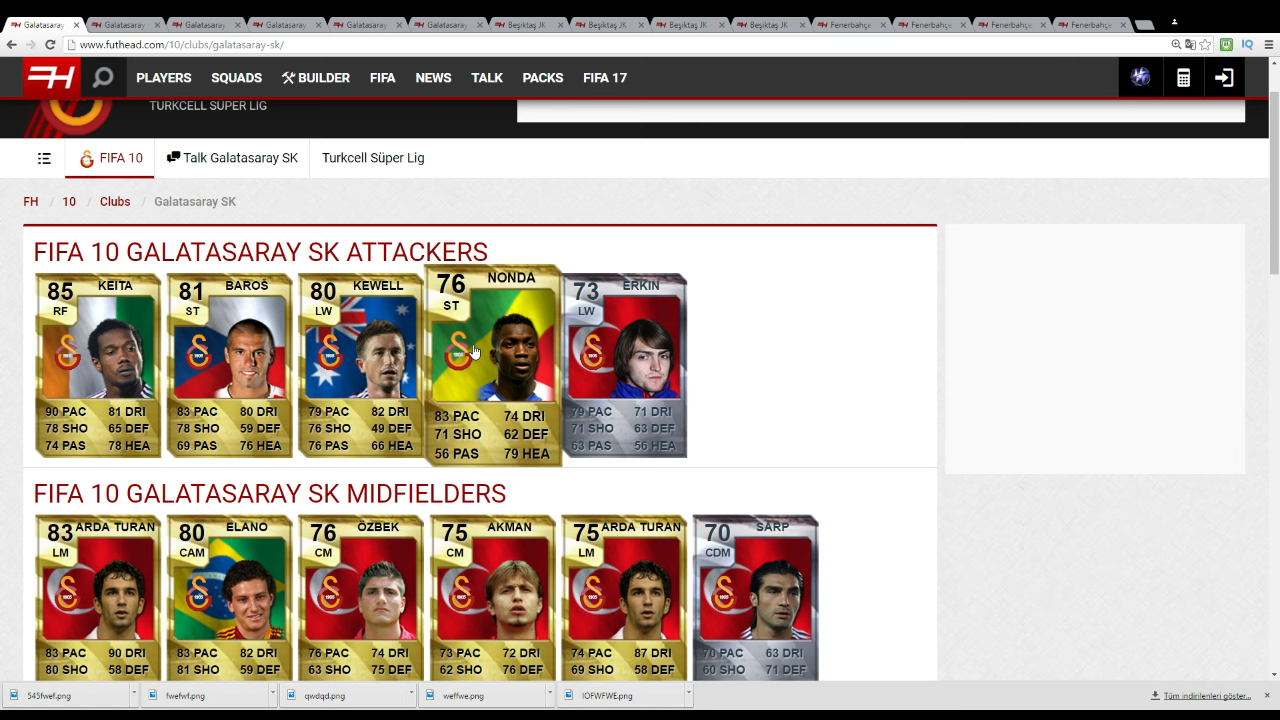 Galatasaray
Galatasaray
Galatasaray
Galatasaray
Galatasaray
Galatasaray
Beşiktaş JK
Beşiktaş JK
Beşiktaş JK
Beşiktaş JK
Fenerbahçe
Fenerbahçe
Fenerbahçe
Fenerbahçe
www.futhead.com/10/clubs/galatasaray-sk/
PLAYERS SQUADS BUILDER FIFA NEWS TALK PACKS FIFA 17
TURKCELL SÜPER LIG
FIFA 10 Talk Galatasaray SK Turkcell Süper Lig
FH / 10 / Clubs / Galatasaray SK
FIFA 10 GALATASARAY SK ATTACKERS
85 KEITA
RF
90 PAC 81 DRI
78 SHO 65 DEF
74 PAS 78 HEA
81 BAROŠ
ST
83 PAC 80 DRI
78 SHO 59 DEF
69 PAS 76 HEA
80 KEWELL
LW
79 PAC 82 DRI
76 SHO 49 DEF
76 PAS 66 HEA
76 NONDA
ST
83 PAC 74 DRI
71 SHO 62 DEF
56 PAS 79 HEA
73 ERKIN
LW
79 PAC 71 DRI
71 SHO 63 DEF
63 PAS 56 HEA
FIFA 10 GALATASARAY SK MIDFIELDERS
83 ARDA TURAN
LM
83 PAC 90 DRI
80 SHO 58 DEF
80 ELANO
CAM
83 PAC 82 DRI
81 SHO 59 DEF
76 ÖZBEK
CM
76 PAC 74 DRI
63 SHO 75 DEF
75 AKMAN
CM
73 PAC 72 DRI
62 SHO 76 DEF
75 ARDA TURAN
LM
74 PAC 87 DRI
69 SHO 58 DEF
70 SARP
CDM
70 PAC 63 DRI
60 SHO 71 DEF
545fwef.png fwefwf.png qwdqd.png weffwe.png IOFWFWE.png Tüm indirilenleri göster...